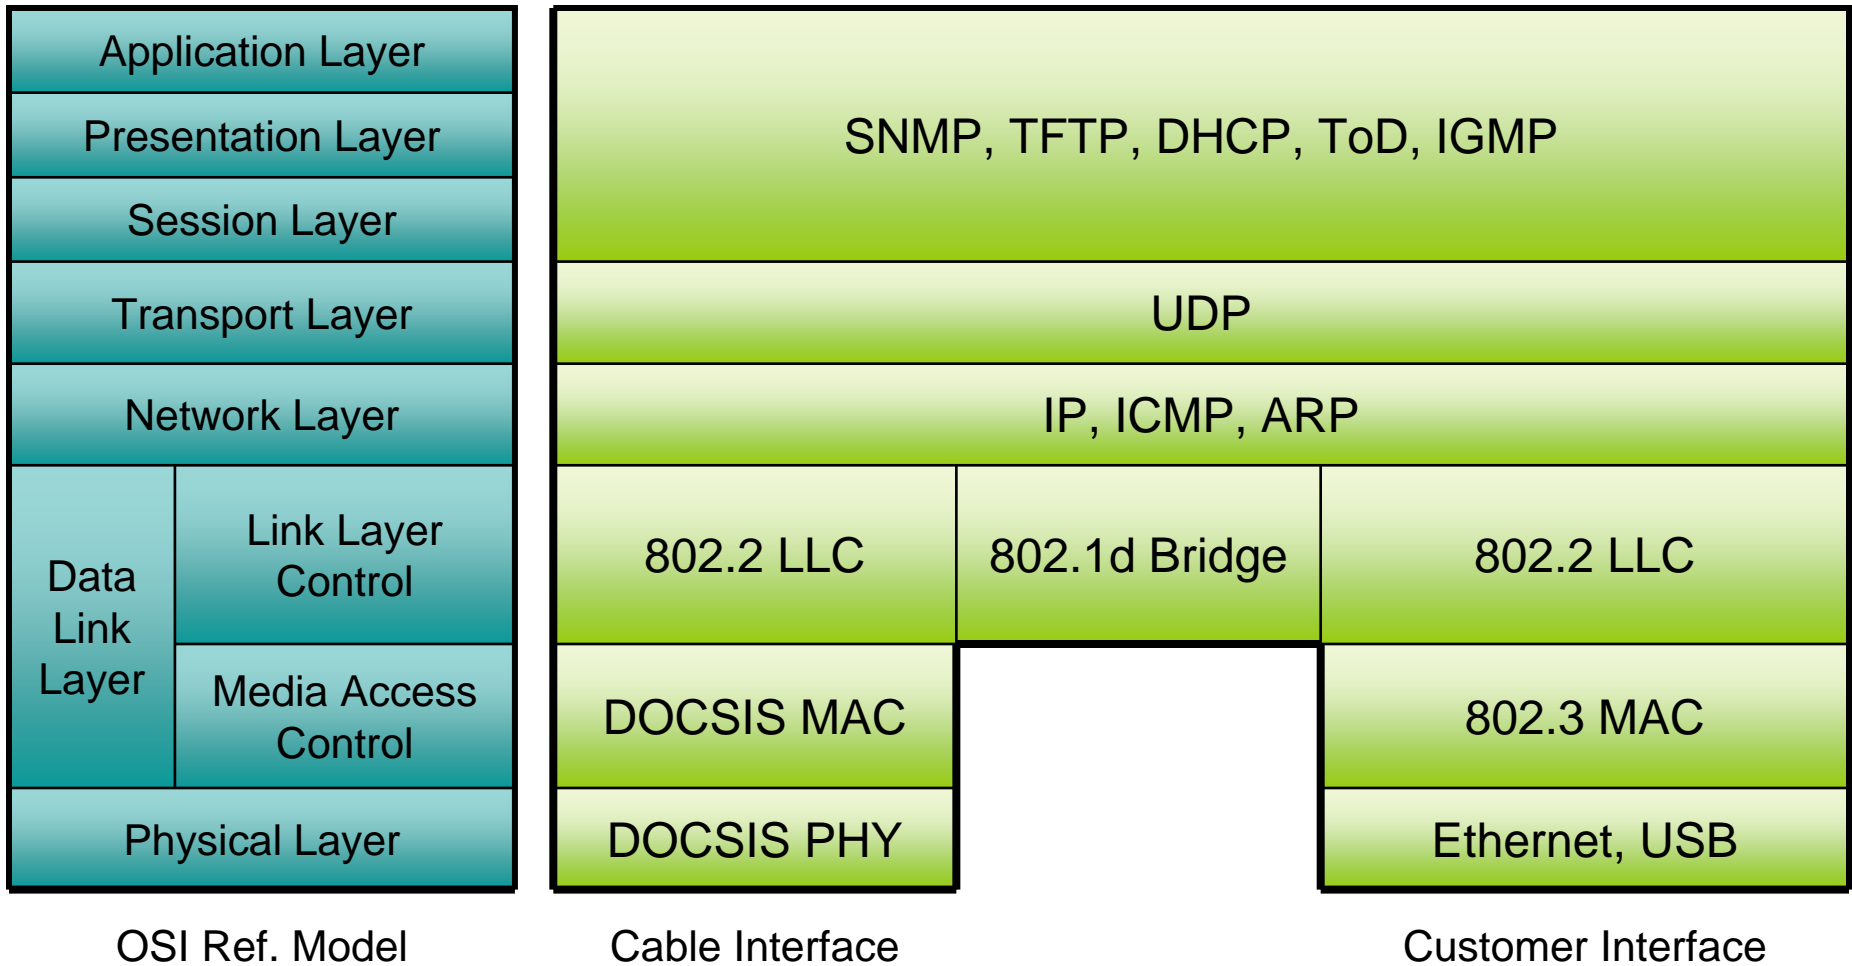 Application Layer
Presentation Layer
Session Layer
Transport Layer
Network Layer
Data
Link
Layer
Link Layer
Control
Media Access
Control
Physical Layer
OSI Ref. Model
SNMP, TFTP, DHCP, ToD, IGMP
UDP
IP, ICMP, ARP
802.2 LLC
802.1d Bridge
802.2 LLC
DOCSIS MAC
802.3 MAC
DOCSIS PHY
Ethernet, USB
Cable Interface
Customer Interface